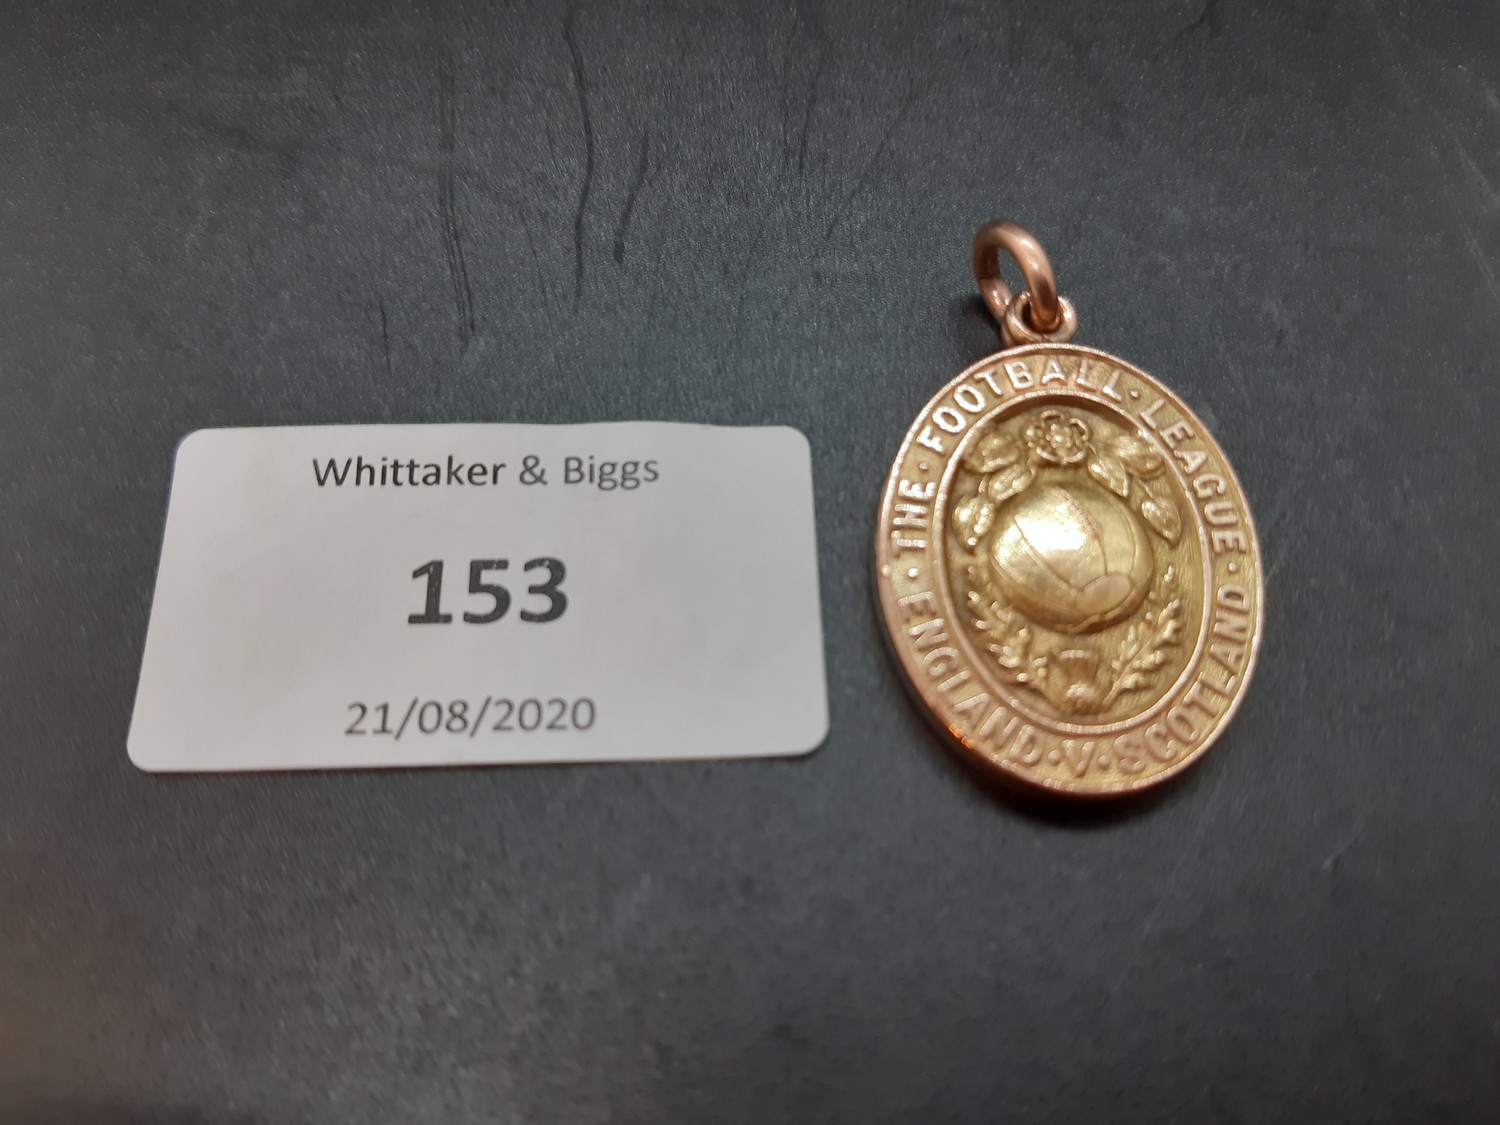 Whittaker & Biggs
153
21/08/2020
THE · FOOTBALL · LEAGUE ·
ENGLAND · V · SCOTLAND ·